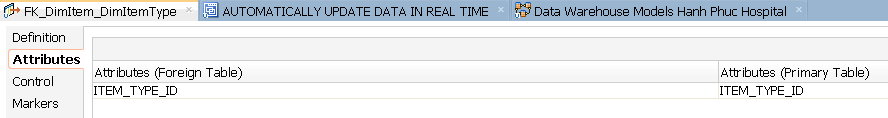 FK_DimItem_DimItemType
AUTOMATICALLY UPDATE DATA IN REAL TIME
Data Warehouse Models Hanh Phuc Hospital
Definition
Attributes
Control
Markers
Attributes (Foreign Table)
Attributes (Primary Table)
ITEM_TYPE_ID
ITEM_TYPE_ID